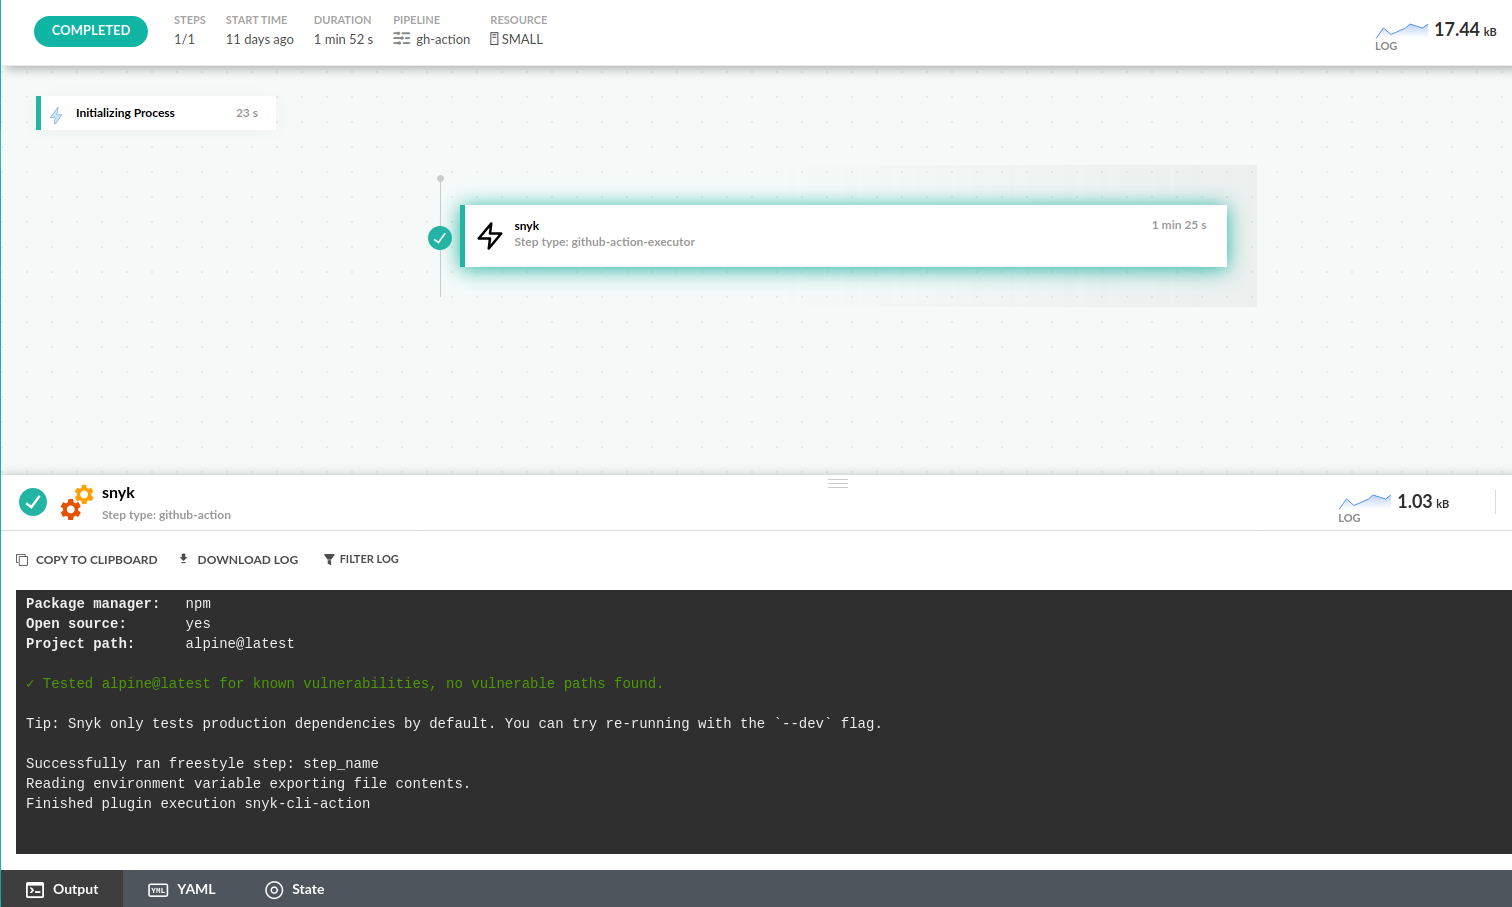 COMPLETED
STEPS
1/1
START TIME
11 days ago
DURATION
1 min 52 s
PIPELINE
gh-action
RESOURCE
SMALL
LOG
17.44 kB
Initializing Process 23 s
snyk 1 min 25 s
Step type: github-action-executor
snyk
Step type: github-action
LOG
1.03 kB
COPY TO CLIPBOARD DOWNLOAD LOG FILTER LOG
Package manager: npm
Open source: yes
Project path: alpine@latest
✓ Tested alpine@latest for known vulnerabilities, no vulnerable paths found.
Tip: Snyk only tests production dependencies by default. You can try re-running with the `--dev` flag.
Successfully ran freestyle step: step_name
Reading environment variable exporting file contents.
Finished plugin execution snyk-cli-action
Output YML YAML State